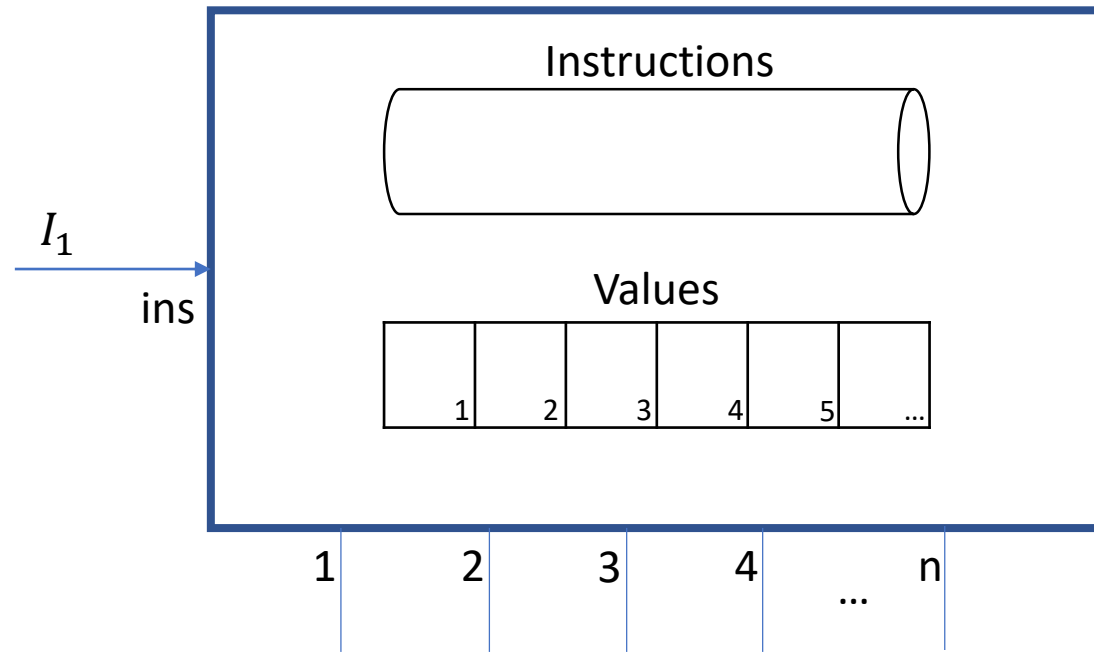 Instructions
I₁
ins
Values
1 2 3 4 5 ...
1 2 3 4 ... n